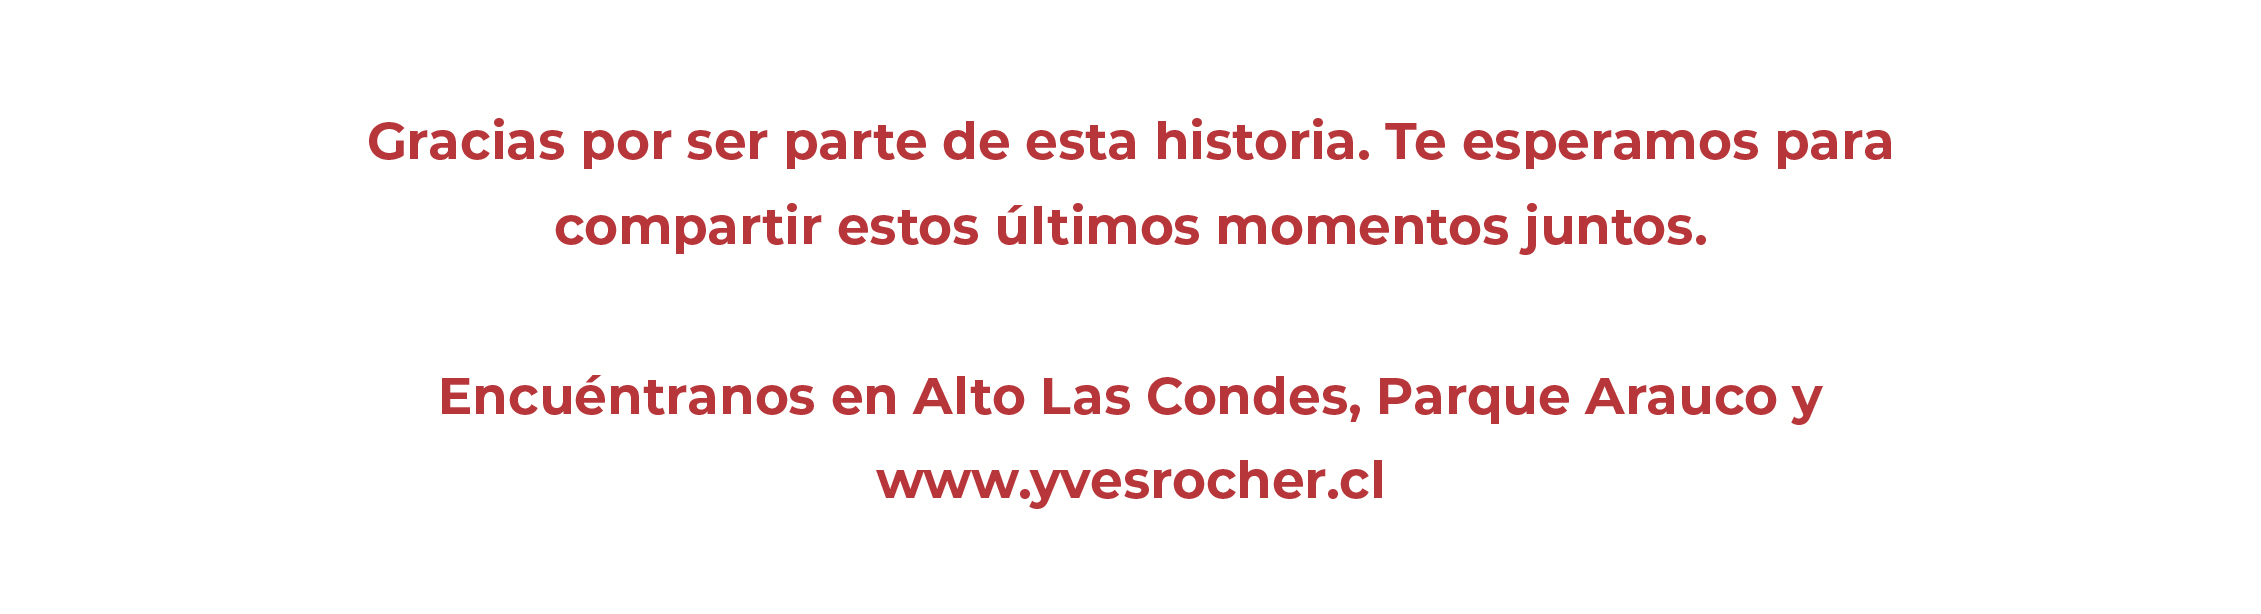 Gracias por ser parte de esta historia. Te esperamos para
compartir estos últimos momentos juntos.
Encuéntranos en Alto Las Condes, Parque Arauco y
www.yvesrocher.cl